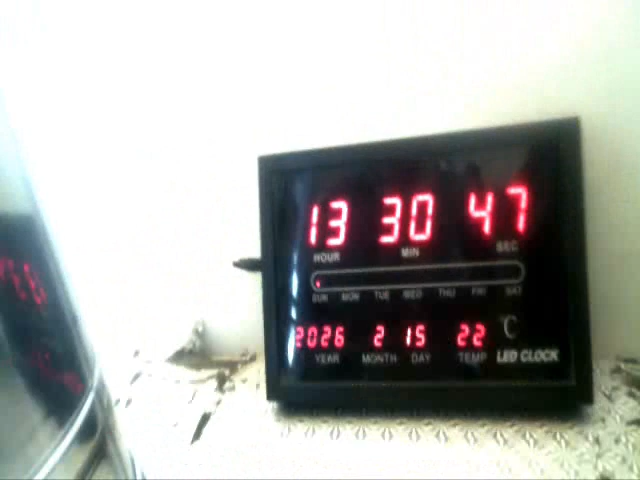 13 30 47
HOUR MIN SEC
SUN MON TUE WED THU FRI SAT
2026 2 15 22 °C
YEAR MONTH DAY TEMP LED CLOCK